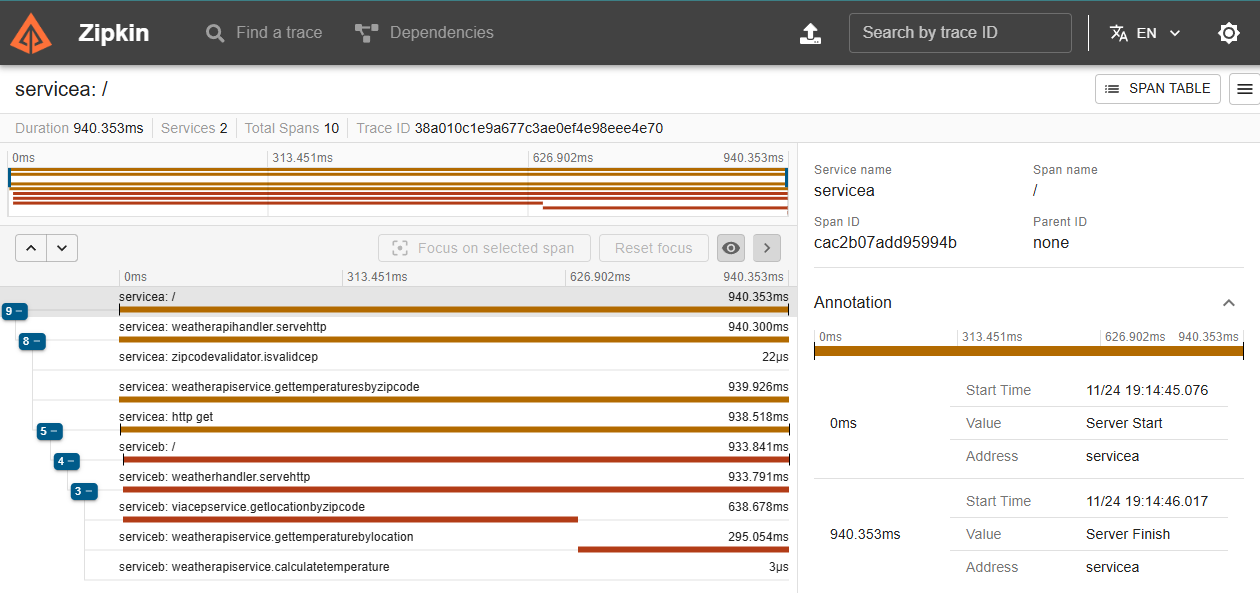 Zipkin
Find a trace
Dependencies
Search by trace ID
EN
servicea: /
SPAN TABLE
Duration 940.353ms Services 2 Total Spans 10 Trace ID 38a010c1e9a677c3ae0ef4e98eee4e70
0ms 313.451ms 626.902ms 940.353ms
Focus on selected span
Reset focus
0ms 313.451ms 626.902ms 940.353ms
servicea: / 940.353ms
9 −
servicea: weatherapihandler.servehttp 940.300ms
8 −
servicea: zipcodevalidator.isvalidcep 22μs
servicea: weatherapiservice.gettemperaturesbyzipcode 939.926ms
servicea: http get 938.518ms
5 −
serviceb: / 933.841ms
4 −
serviceb: weatherhandler.servehttp 933.791ms
3 −
serviceb: viacepservice.getlocationbyzipcode 638.678ms
serviceb: weatherapiservice.gettemperaturebylocation 295.054ms
serviceb: weatherapiservice.calculatetemperature 3μs
Service name Span name
servicea /
Span ID Parent ID
cac2b07add95994b none
Annotation
0ms 313.451ms 626.902ms 940.353ms
Start Time 11/24 19:14:45.076
0ms Value Server Start
Address servicea
Start Time 11/24 19:14:46.017
940.353ms Value Server Finish
Address servicea